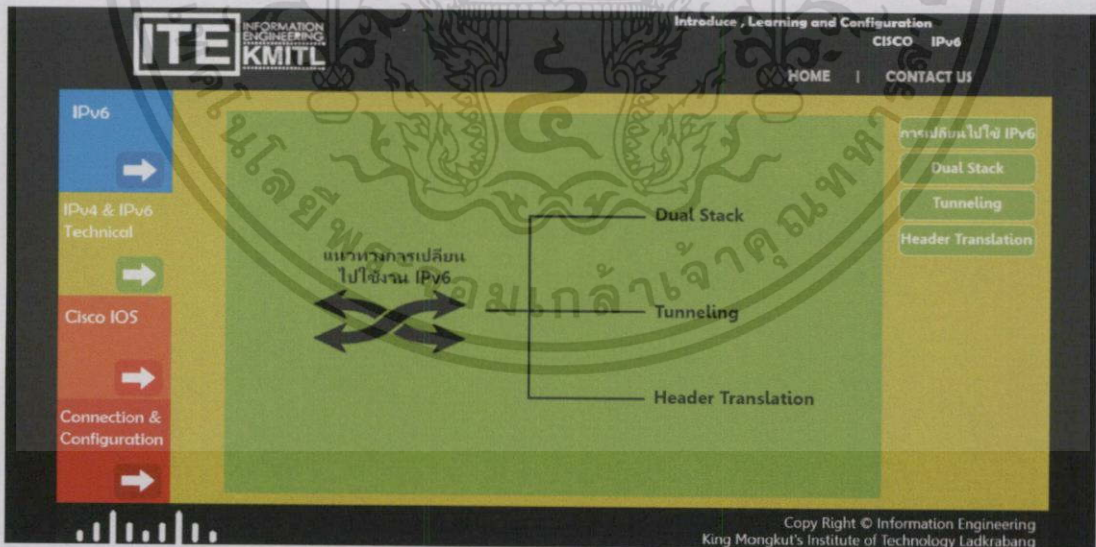 ITE INFORMATION
ENGINEERING
KMITL
Introduce , Learning and Configuration
CISCO IPv6
HOME | CONTACT US
IPv6
IPv4 & IPv6
Technical
Cisco IOS
Connection &
Configuration
แนวทางการเปลี่ยน
ไปใช้งาน IPv6
Dual Stack
Tunneling
Header Translation
การเปลี่ยนไปใช้ IPv6
Dual Stack
Tunneling
Header Translation
Copy Right © Information Engineering
King Mongkut's Institute of Technology Ladkrabang